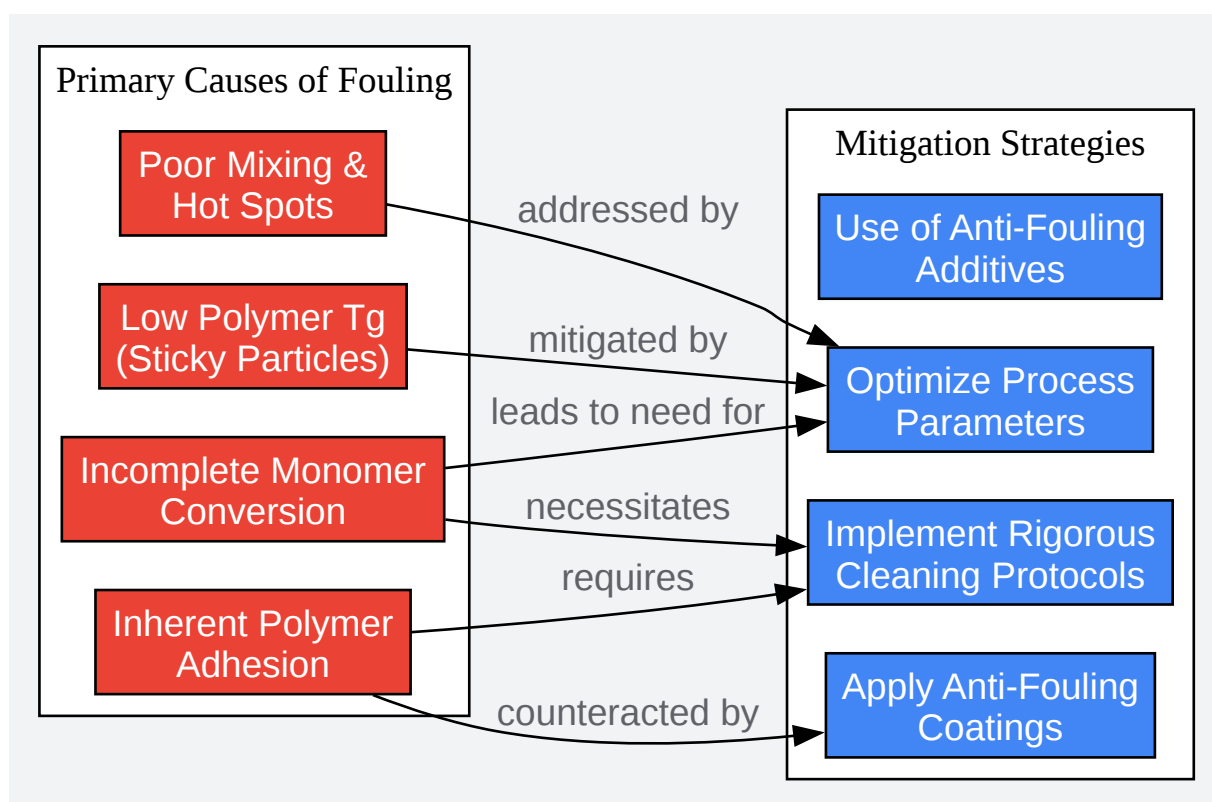 Primary Causes of Fouling
Poor Mixing &
Hot Spots
Low Polymer Tg
(Sticky Particles)
Incomplete Monomer
Conversion
Inherent Polymer
Adhesion
addressed by
mitigated by
leads to need for
necessitates
requires
counteracted by
Mitigation Strategies
Use of Anti-Fouling
Additives
Optimize Process
Parameters
Implement Rigorous
Cleaning Protocols
Apply Anti-Fouling
Coatings